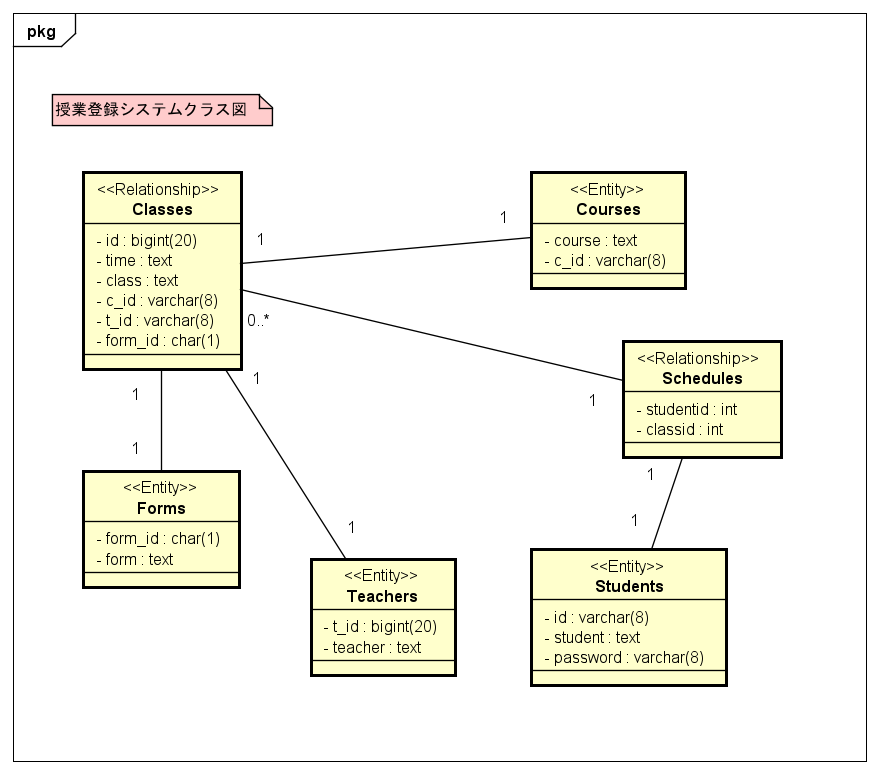 pkg
授業登録システムクラス図
<<Relationship>>
Classes
- id : bigint(20)
- time : text
- class : text
- c_id : varchar(8)
- t_id : varchar(8)
- form_id : char(1)
<<Entity>>
Courses
- course : text
- c_id : varchar(8)
1
1
0..*
1
<<Relationship>>
Schedules
- studentid : int
- classid : int
1
1
1
1
1
1
<<Entity>>
Forms
- form_id : char(1)
- form : text
<<Entity>>
Teachers
- t_id : bigint(20)
- teacher : text
<<Entity>>
Students
- id : varchar(8)
- student : text
- password : varchar(8)